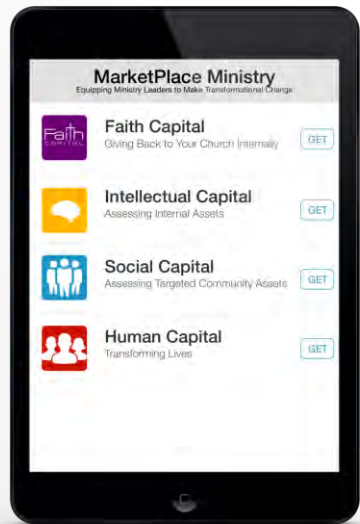 MarketPlace Ministry
Equipping Ministry Leaders to Make Transformational Change
Faith
CAPITAL
Faith Capital
Giving Back to Your Church Internally
GET
Intellectual Capital
Assessing Internal Assets
GET
Social Capital
Assessing Targeted Community Assets
GET
Human Capital
Transforming Lives
GET